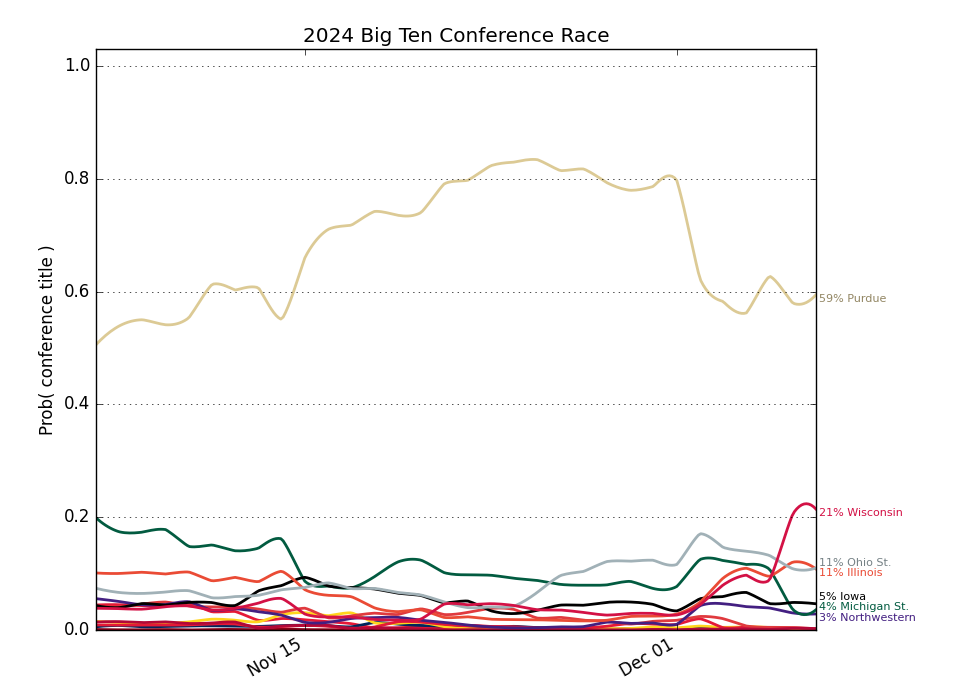 2024 Big Ten Conference Race
Prob( conference title )
1.0
0.8
0.6
0.4
0.2
0.0
Nov 15
Dec 01
59% Purdue
21% Wisconsin
11% Ohio St.
11% Illinois
5% Iowa
4% Michigan St.
3% Northwestern